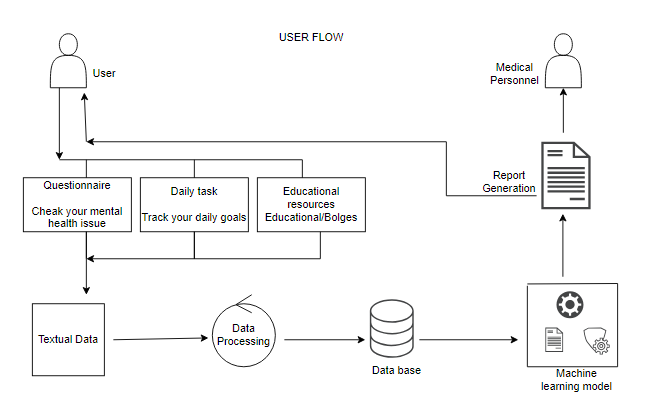 USER FLOW
User
Medical
Personnel
Report
Generation
Questionnaire
Cheak your mental
health issue
Daily task
Track your daily goals
Educational
resources
Educational/Bolges
Textual Data
Data
Processing
Data base
Machine
learning model